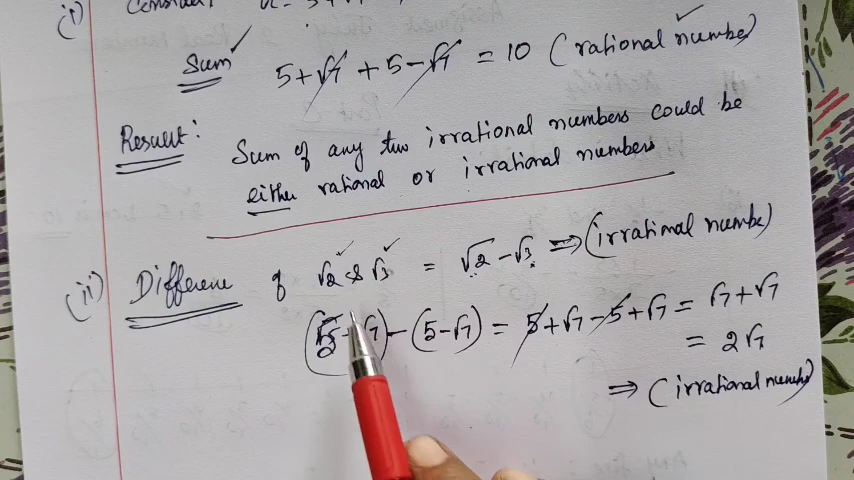 (i) Consider,
Sum 5+√7 + 5-√7 = 10 (rational number)
Result: Sum of any two irrational numbers could be
either rational or irrational numbers
(ii) Difference of √2 & √3 = √2 - √3 ⇒ (irrational number)
(5+√7) - (5-√7) = 5+√7-5+√7 = √7+√7
= 2√7
⇒ (irrational number)